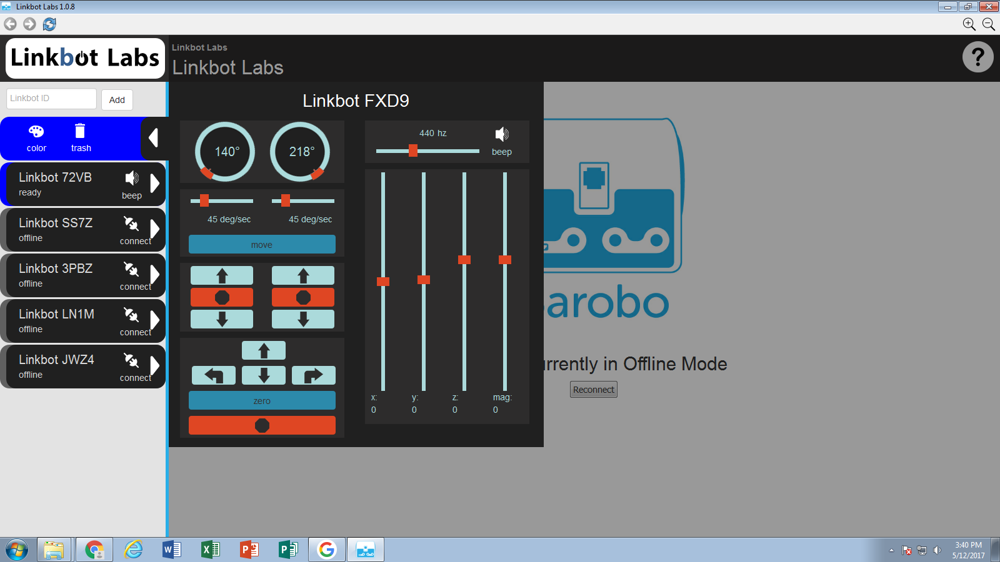 Linkbot Labs 1.0.8
Linkbot Labs
Linkbot Labs
Linkbot Labs
?
Linkbot ID
Add
color
trash
Linkbot 72VB
ready
beep
Linkbot SS7Z
offline
connect
Linkbot 3PBZ
offline
connect
Linkbot LN1M
offline
connect
Linkbot JWZ4
offline
connect
Linkbot FXD9
140°
218°
45 deg/sec
45 deg/sec
move
zero
440 hz
beep
x:
0
y:
0
z:
0
mag:
0
arobo
rrently in Offline Mode
Reconnect
3:40 PM
5/12/2017